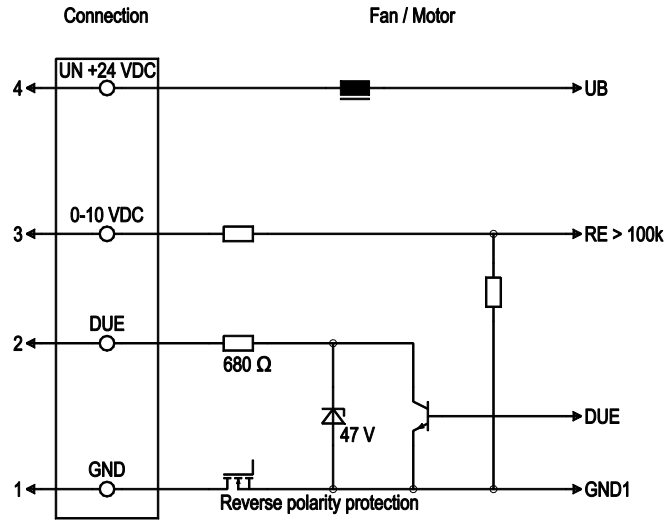 Connection Fan / Motor
UN +24 VDC
4 UB
0-10 VDC
3 RE > 100k
DUE
2
680 Ω
DUE
47 V
GND
1 GND1
Reverse polarity protection